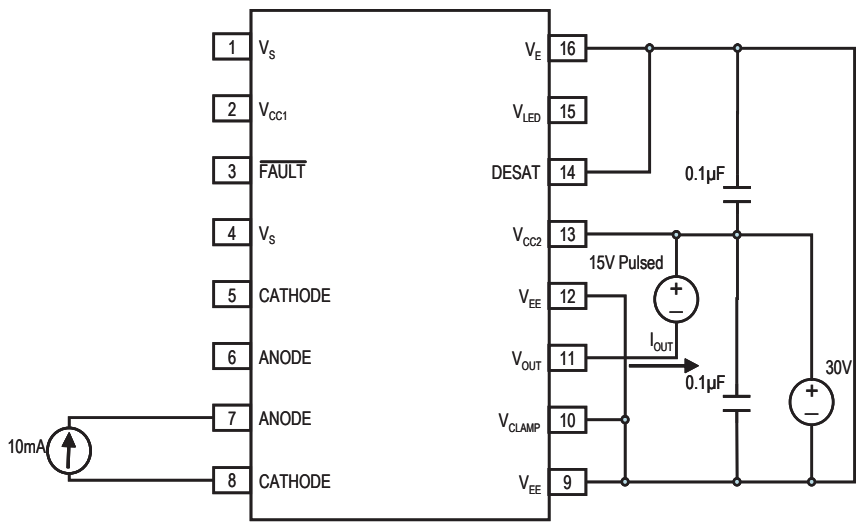 1 V_S
2 V_CC1
3 FAULT
4 V_S
5 CATHODE
6 ANODE
7 ANODE
8 CATHODE
10mA
V_E 16
V_LED 15
DESAT 14
V_CC2 13
V_EE 12
V_OUT 11
V_CLAMP 10
V_EE 9
0.1µF
15V Pulsed
+
–
I_OUT
0.1µF
30V
+
–